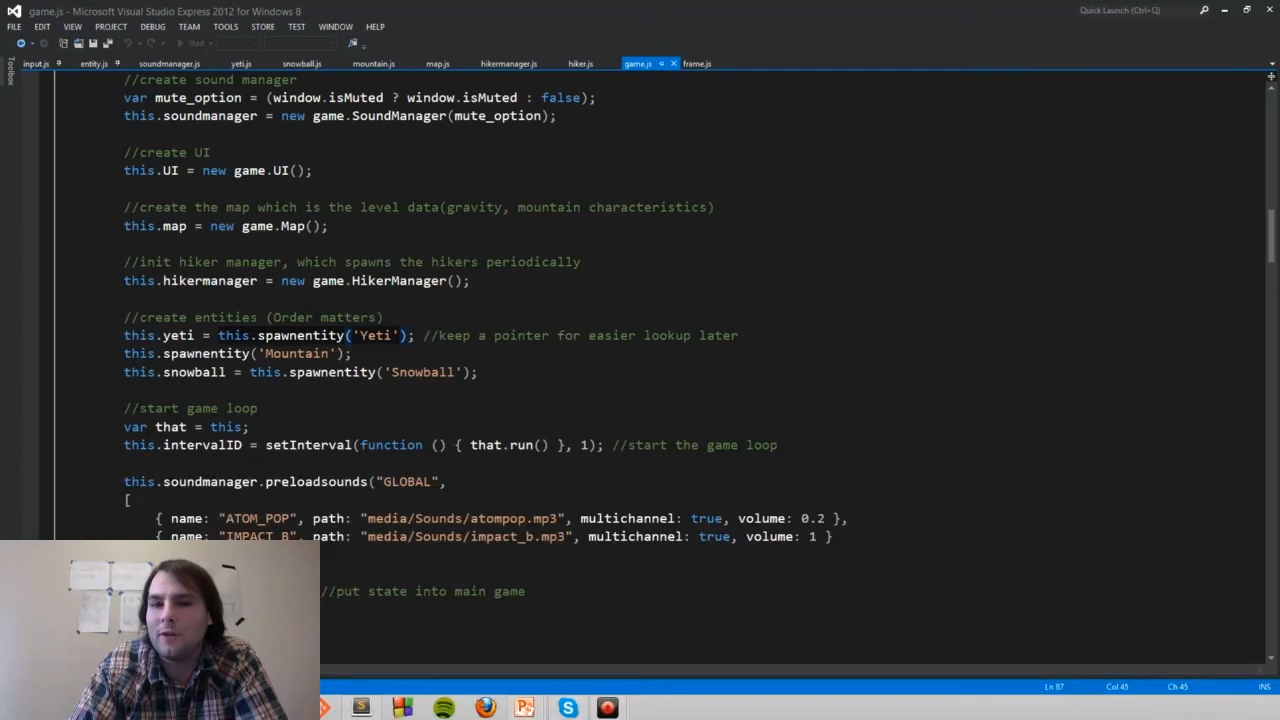 game.js - Microsoft Visual Studio Express 2012 for Windows 8
Quick Launch (Ctrl+Q)
FILE EDIT VIEW PROJECT DEBUG TEAM TOOLS STORE TEST WINDOW HELP
Start
Toolbox
input.js entity.js soundmanager.js yeti.js snowball.js mountain.js map.js hikermanager.js hiker.js game.js frame.js
//create sound manager
var mute_option = (window.isMuted ? window.isMuted : false);
this.soundmanager = new game.SoundManager(mute_option);
//create UI
this.UI = new game.UI();
//create the map which is the level data(gravity, mountain characteristics)
this.map = new game.Map();
//init hiker manager, which spawns the hikers periodically
this.hikermanager = new game.HikerManager();
//create entities (Order matters)
this.yeti = this.spawnentity('Yeti'); //keep a pointer for easier lookup later
this.spawnentity('Mountain');
this.snowball = this.spawnentity('Snowball');
//start game loop
var that = this;
this.intervalID = setInterval(function () { that.run() }, 1); //start the game loop
this.soundmanager.preloadsounds("GLOBAL",
[
{ name: "ATOM_POP", path: "media/Sounds/atompop.mp3", multichannel: true, volume: 0.2 },
{ name: "IMPACT_B", path: "media/Sounds/impact_b.mp3", multichannel: true, volume: 1 }
//put state into main game
Ln 87 Col 45 Ch 45 INS